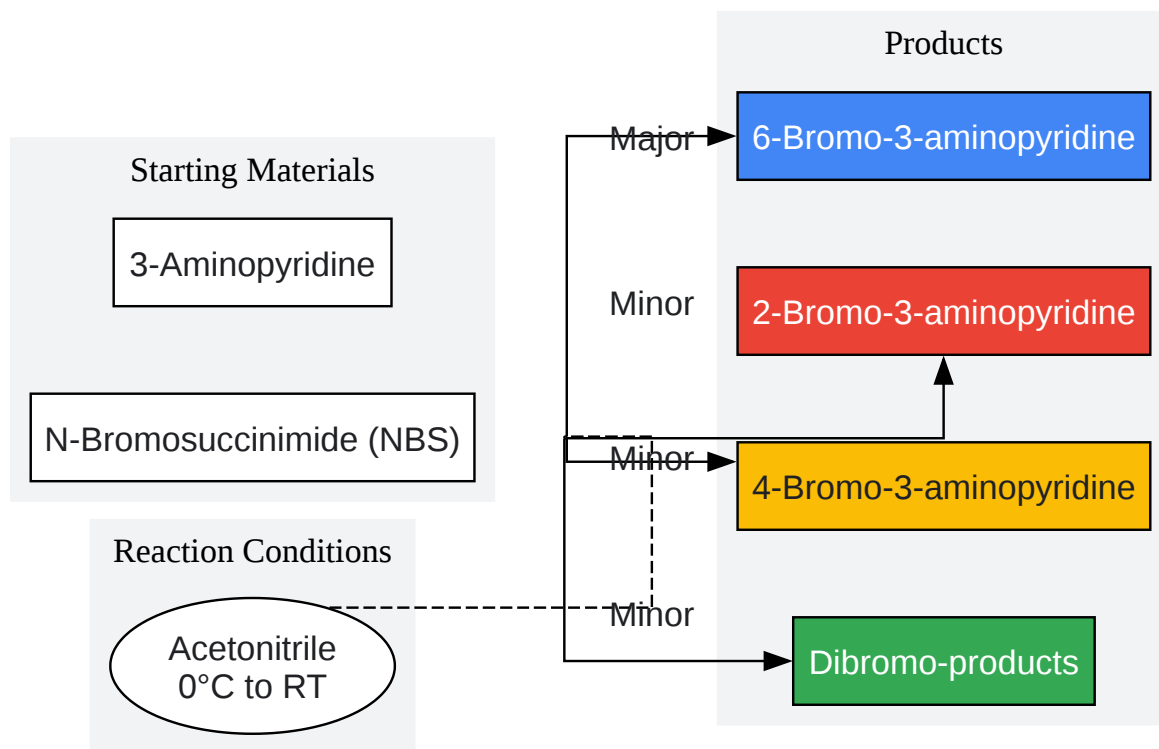 Starting Materials
3-Aminopyridine
N-Bromosuccinimide (NBS)
Reaction Conditions
Acetonitrile
0°C to RT
Major
Minor
Minor
Minor
Products
6-Bromo-3-aminopyridine
2-Bromo-3-aminopyridine
4-Bromo-3-aminopyridine
Dibromo-products